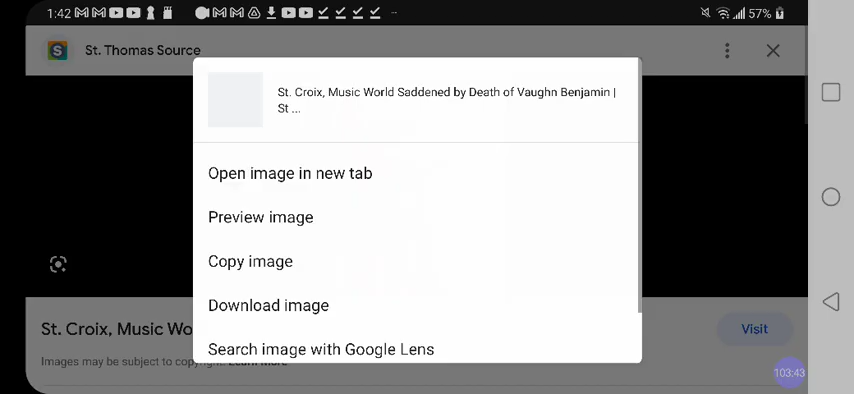 1:42
57%
St. Thomas Source
St. Croix, Music World Saddened by Death of Vaughn Benjamin |
St ...
Open image in new tab
Preview image
Copy image
Download image
Search image with Google Lens
St. Croix, Music Wo
Visit
Images may be subject to copyright. Learn More
103:43